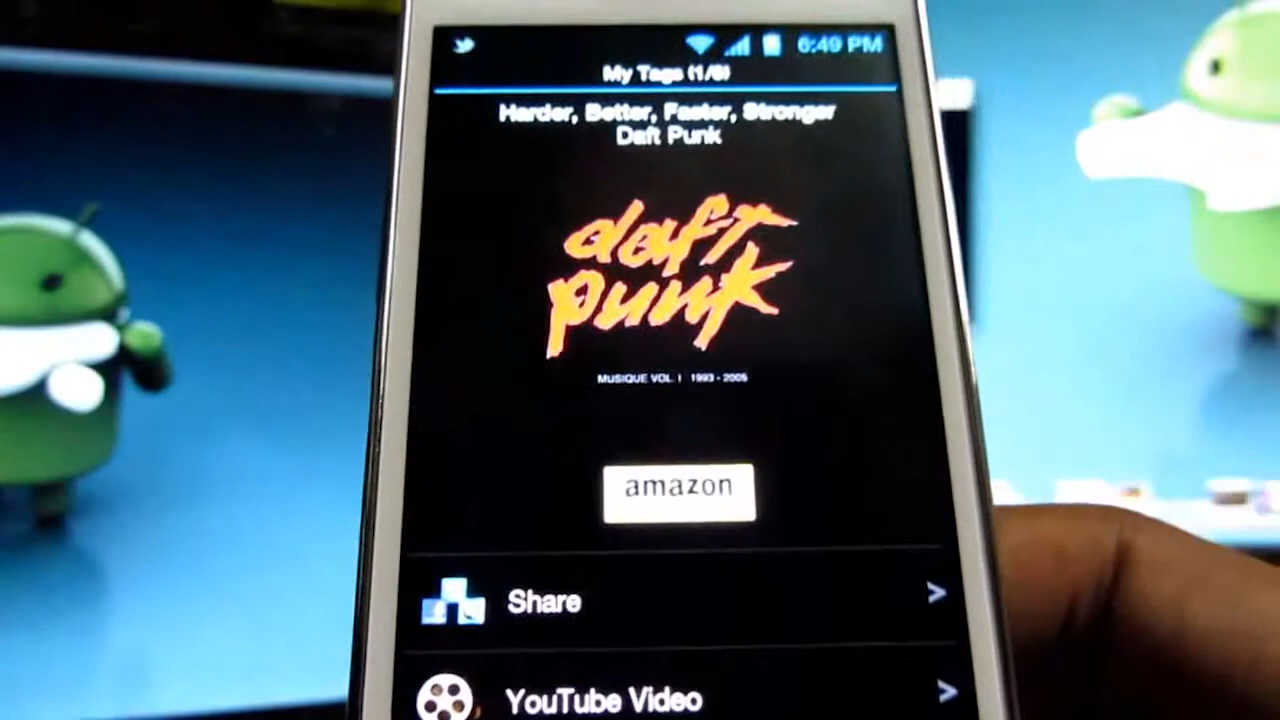 6:49 PM
My Tags (1/6)
Harder, Better, Faster, Stronger
Daft Punk
daft
punk
MUSIQUE VOL. I 1993 - 2005
amazon
Share >
YouTube Video >